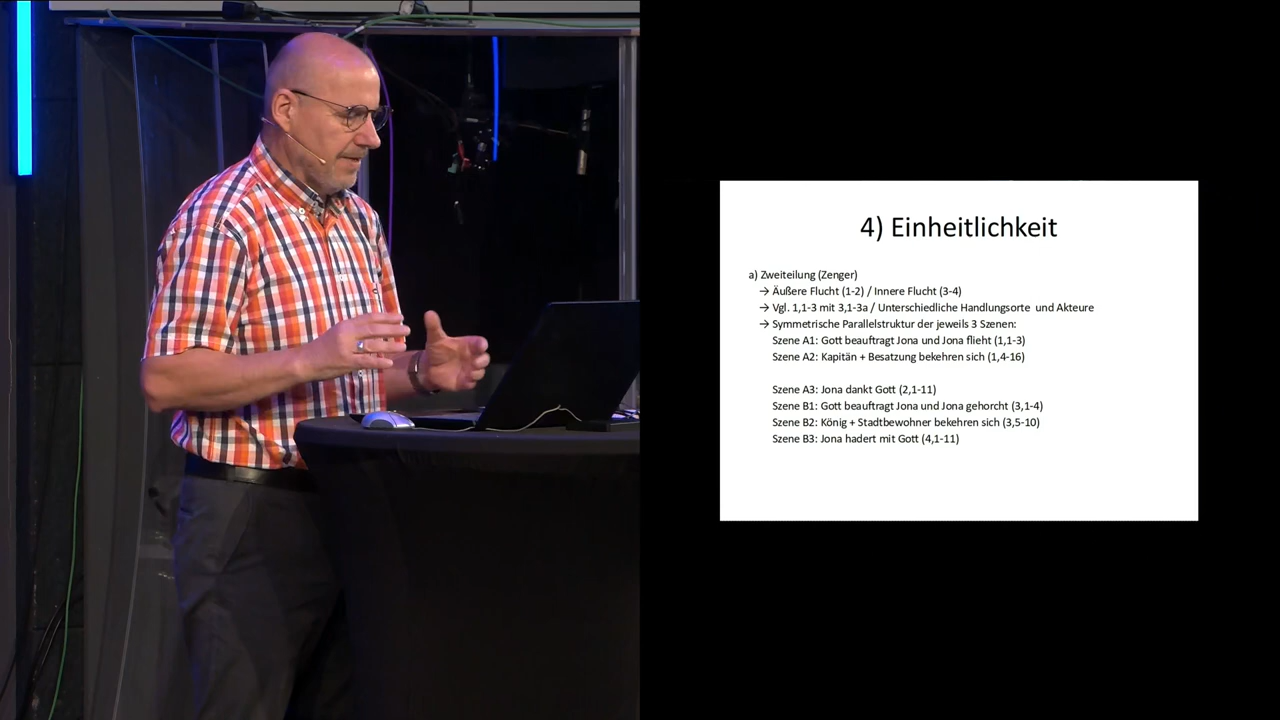 4) Einheitlichkeit
a) Zweiteilung (Zenger)
→ Äußere Flucht (1-2) / Innere Flucht (3-4)
→ Vgl. 1,1-3 mit 3,1-3a / Unterschiedliche Handlungsorte und Akteure
→ Symmetrische Parallelstruktur der jeweils 3 Szenen:
Szene A1: Gott beauftragt Jona und Jona flieht (1,1-3)
Szene A2: Kapitän + Besatzung bekehren sich (1,4-16)
Szene A3: Jona dankt Gott (2,1-11)
Szene B1: Gott beauftragt Jona und Jona gehorcht (3,1-4)
Szene B2: König + Stadtbewohner bekehren sich (3,5-10)
Szene B3: Jona hadert mit Gott (4,1-11)